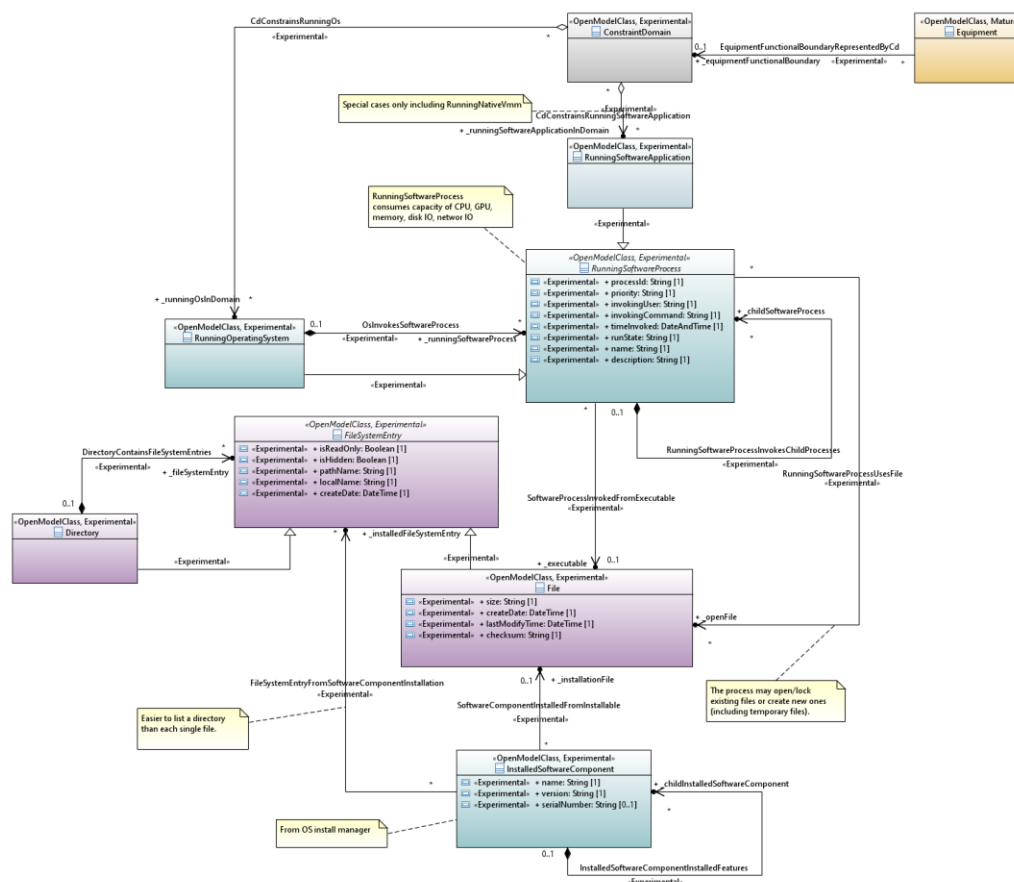 CdConstrainsRunningOs
«Experimental»
*
«OpenModelClass, Experimental»
ConstraintDomain
«OpenModelClass, Mature
Equipment
EquipmentFunctionalBoundaryRepresentedByCd
0..1
+ _equipmentFunctionalBoundary
«Experimental»
*
Special cases only including RunningNativeVmm
*
«Experimental»
CdConstrainsRunningSoftwareApplication
+ _runningSoftwareApplicationInDomain
*
«OpenModelClass, Experimental»
RunningSoftwareApplication
RunningSoftwareProcess
consumes capacity of CPU, GPU,
memory, disk IO, networ IO
«Experimental»
«OpenModelClass, Experimental»
RunningSoftwareProcess
«Experimental» + processId: String [1]
«Experimental» + priority: String [1]
«Experimental» + invokingUser: String [1]
«Experimental» + invokingCommand: String [1]
«Experimental» + timeInvoked: DateAndTime [1]
«Experimental» + runState: String [1]
«Experimental» + name: String [1]
«Experimental» + description: String [1]
*
+ _childSoftwareProcess
*
+ _runningOsInDomain
*
«OpenModelClass, Experimental»
RunningOperatingSystem
0..1
OsInvokesSoftwareProcess
*
«Experimental»
+ _runningSoftwareProcess
«Experimental»
*
0..1
RunningSoftwareProcessInvokesChildProcesses
«Experimental»
RunningSoftwareProcessUsesFile
«Experimental»
«OpenModelClass, Experimental»
FileSystemEntry
«Experimental» + isReadOnly: Boolean [1]
«Experimental» + isHidden: Boolean [1]
«Experimental» + pathName: String [1]
«Experimental» + localName: String [1]
«Experimental» + createDate: DateTime [1]
DirectoryContainsFileSystemEntries
*
«Experimental»
+ _fileSystemEntry
0..1
«OpenModelClass, Experimental»
Directory
«Experimental»
SoftwareProcessInvokedFromExecutable
«Experimental»
*
+ _installedFileSystemEntry
«Experimental»
+ _executable
0..1
«OpenModelClass, Experimental»
File
«Experimental» + size: String [1]
«Experimental» + createDate: DateTime [1]
«Experimental» + lastModifyTime: DateTime [1]
«Experimental» + checksum: String [1]
+ _openFile
*
FileSystemEntryFromSoftwareComponentInstallation
«Experimental»
0..1
+ _installationFile
SoftwareComponentInstalledFromInstallable
«Experimental»
*
The process may open/lock
existing files or create new ones
(including temporary files).
Easier to list a directory
than each single file.
*
«OpenModelClass, Experimental»
InstalledSoftwareComponent
«Experimental» + name: String [1]
«Experimental» + version: String [1]
«Experimental» + serialNumber: String [0..1]
+ _childInstalledSoftwareComponent
*
From OS install manager
0..1
InstalledSoftwareComponentInstalledFeatures
«Experimental»